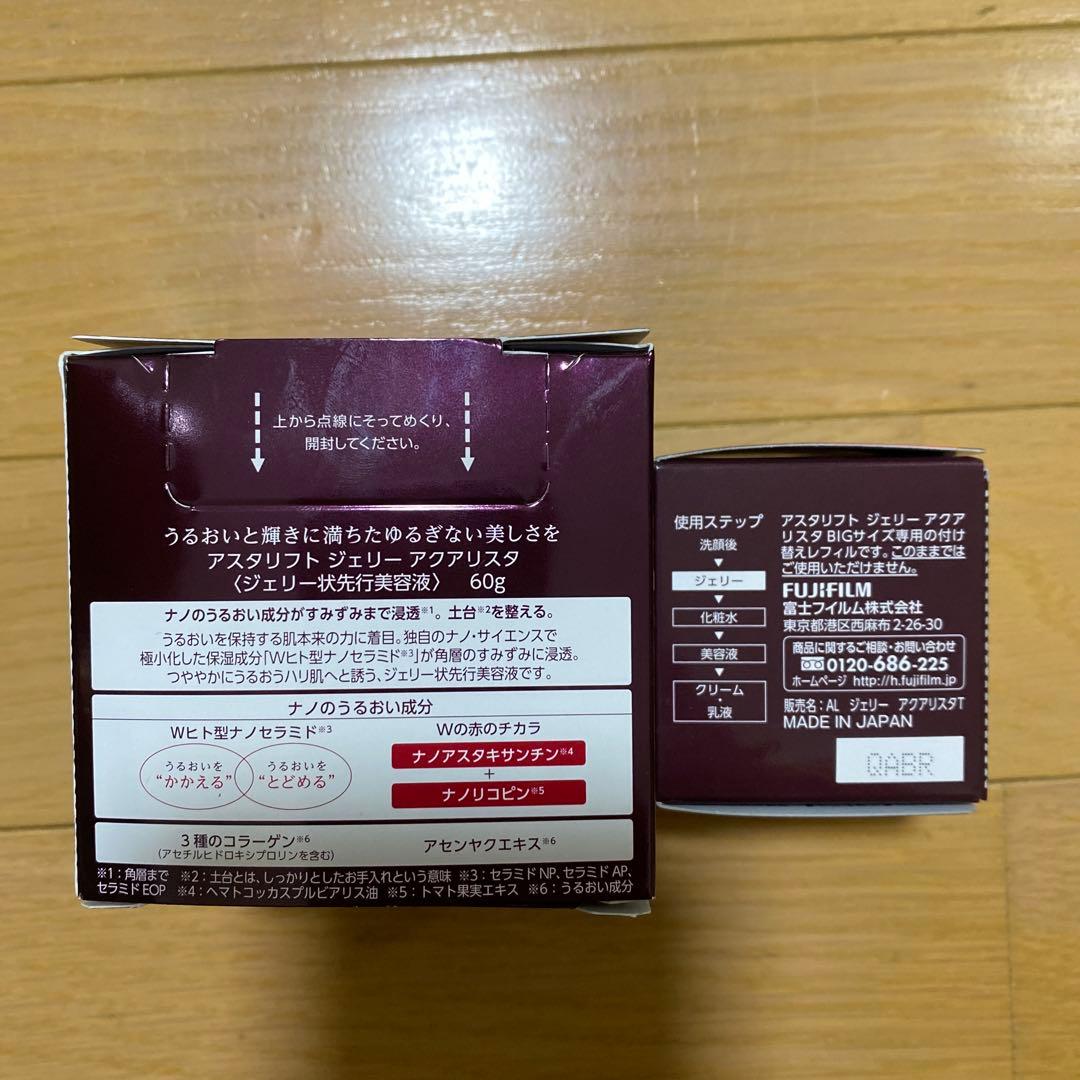 上から点線にそってめくり、
開封してください。
うるおいと輝きに満ちたゆるぎない美しさを
アスタリフト ジェリー アクアリスタ
〈ジェリー状先行美容液〉 60g
ナノのうるおい成分がすみずみまで浸透※1。土台※2を整える。
うるおいを保持する肌本来の力に着目。独自のナノ・サイエンスで
極小化した保湿成分「Wヒト型ナノセラミド※3」が角層のすみずみに浸透。
つややかにうるおうハリ肌へと誘う、ジェリー状先行美容液です。
ナノのうるおい成分
Wヒト型ナノセラミド※3
うるおいを
“かかえる”
うるおいを
“とどめる”
Wの赤のチカラ
ナノアスタキサンチン※4
+
ナノリコピン※5
3種のコラーゲン※6
(アセチルヒドロキシプロリンを含む)
アセンヤクエキス※6
※1：角層まで ※2：土台とは、しっかりとしたお手入れという意味 ※3：セラミド NP、セラミド AP、
セラミド EOP ※4：ヘマトコッカスプルビアリス油 ※5：トマト果実エキス ※6：うるおい成分
使用ステップ
洗顔後
ジェリー
化粧水
美容液
クリーム
・
乳液
アスタリフト ジェリー アクア
リスタ BIGサイズ専用の付け
替えレフィルです。このままでは
ご使用いただけません。
FUJIFILM
富士フイルム株式会社
東京都港区西麻布2-26-30
商品に関するご相談・お問い合わせ
0120-686-225
ホームページ http://h.fujifilm.jp
販売名：AL ジェリー アクアリスタT
MADE IN JAPAN
QABR